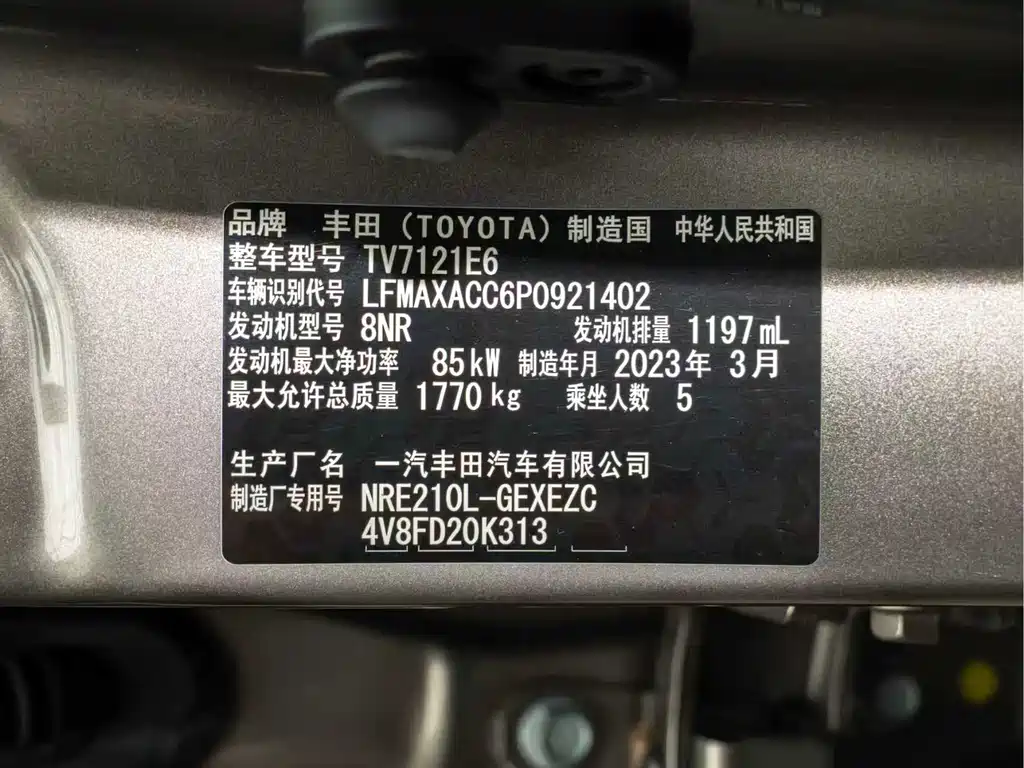 品牌 丰田（TOYOTA）制造国 中华人民共和国
整车型号 TV7121E6
车辆识别代号 LFMAXACC6P0921402
发动机型号 8NR 发动机排量 1197mL
发动机最大净功率 85kW 制造年月 2023年 3月
最大允许总质量 1770kg 乘坐人数 5
生产厂名 一汽丰田汽车有限公司
制造厂专用号 NRE210L-GEXEZC
4V8FD20K313